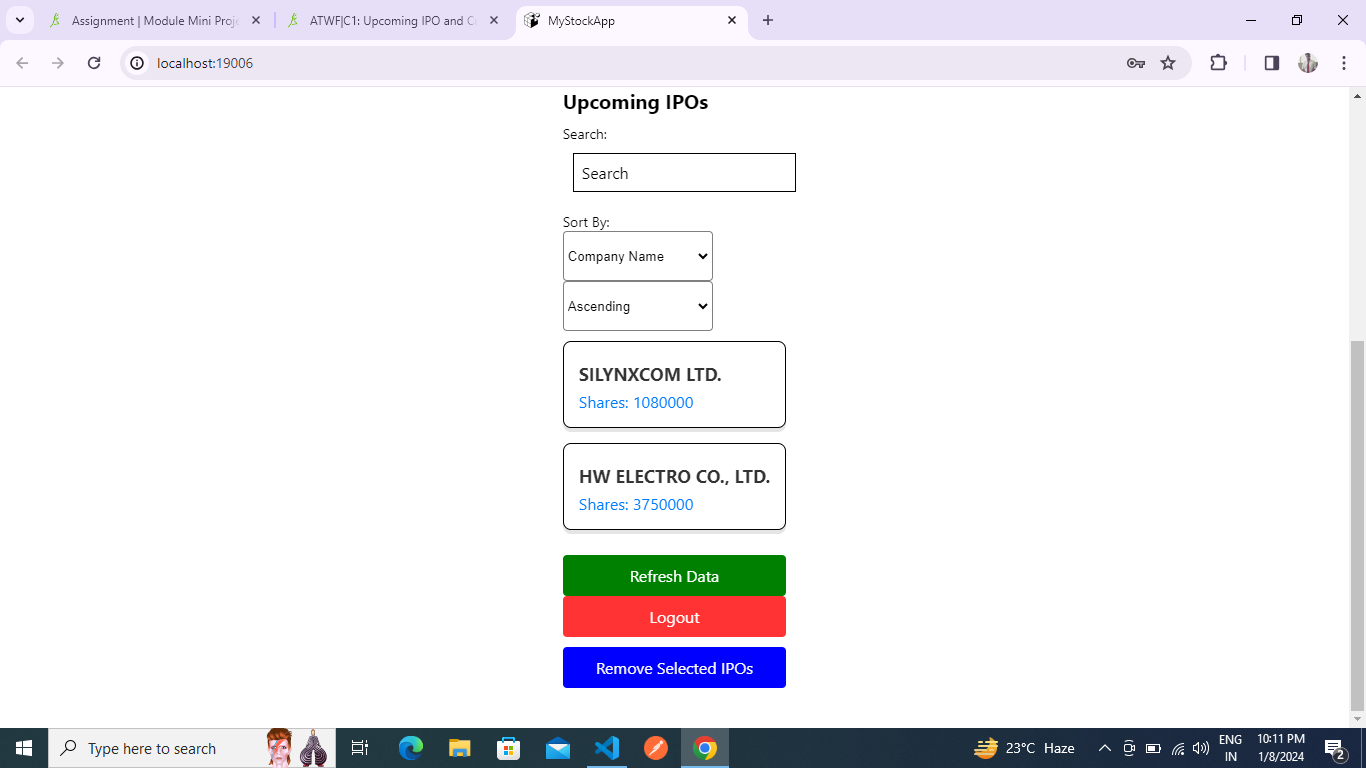 Assignment | Module Mini Proje
ATWF|C1: Upcoming IPO and C
MyStockApp
localhost:19006
Upcoming IPOs
Search:
Search
Sort By:
Company Name
Ascending
SILYNXCOM LTD.
Shares: 1080000
HW ELECTRO CO., LTD.
Shares: 3750000
Refresh Data
Logout
Remove Selected IPOs
Type here to search
23°C Haze
ENG
IN
10:11 PM
1/8/2024
2